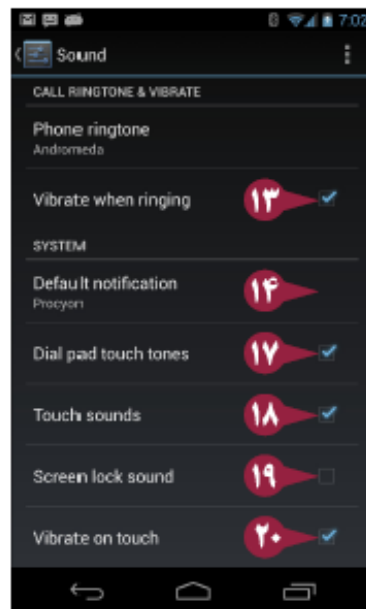 7:02
Sound
CALL RINGTONE & VIBRATE
Phone ringtone
Andromeda
Vibrate when ringing ۱۳
SYSTEM
Default notification ۱۴
Procyon
Dial pad touch tones ۱۷
Touch sounds ۱۸
Screen lock sound ۱۹
Vibrate on touch ۲۰